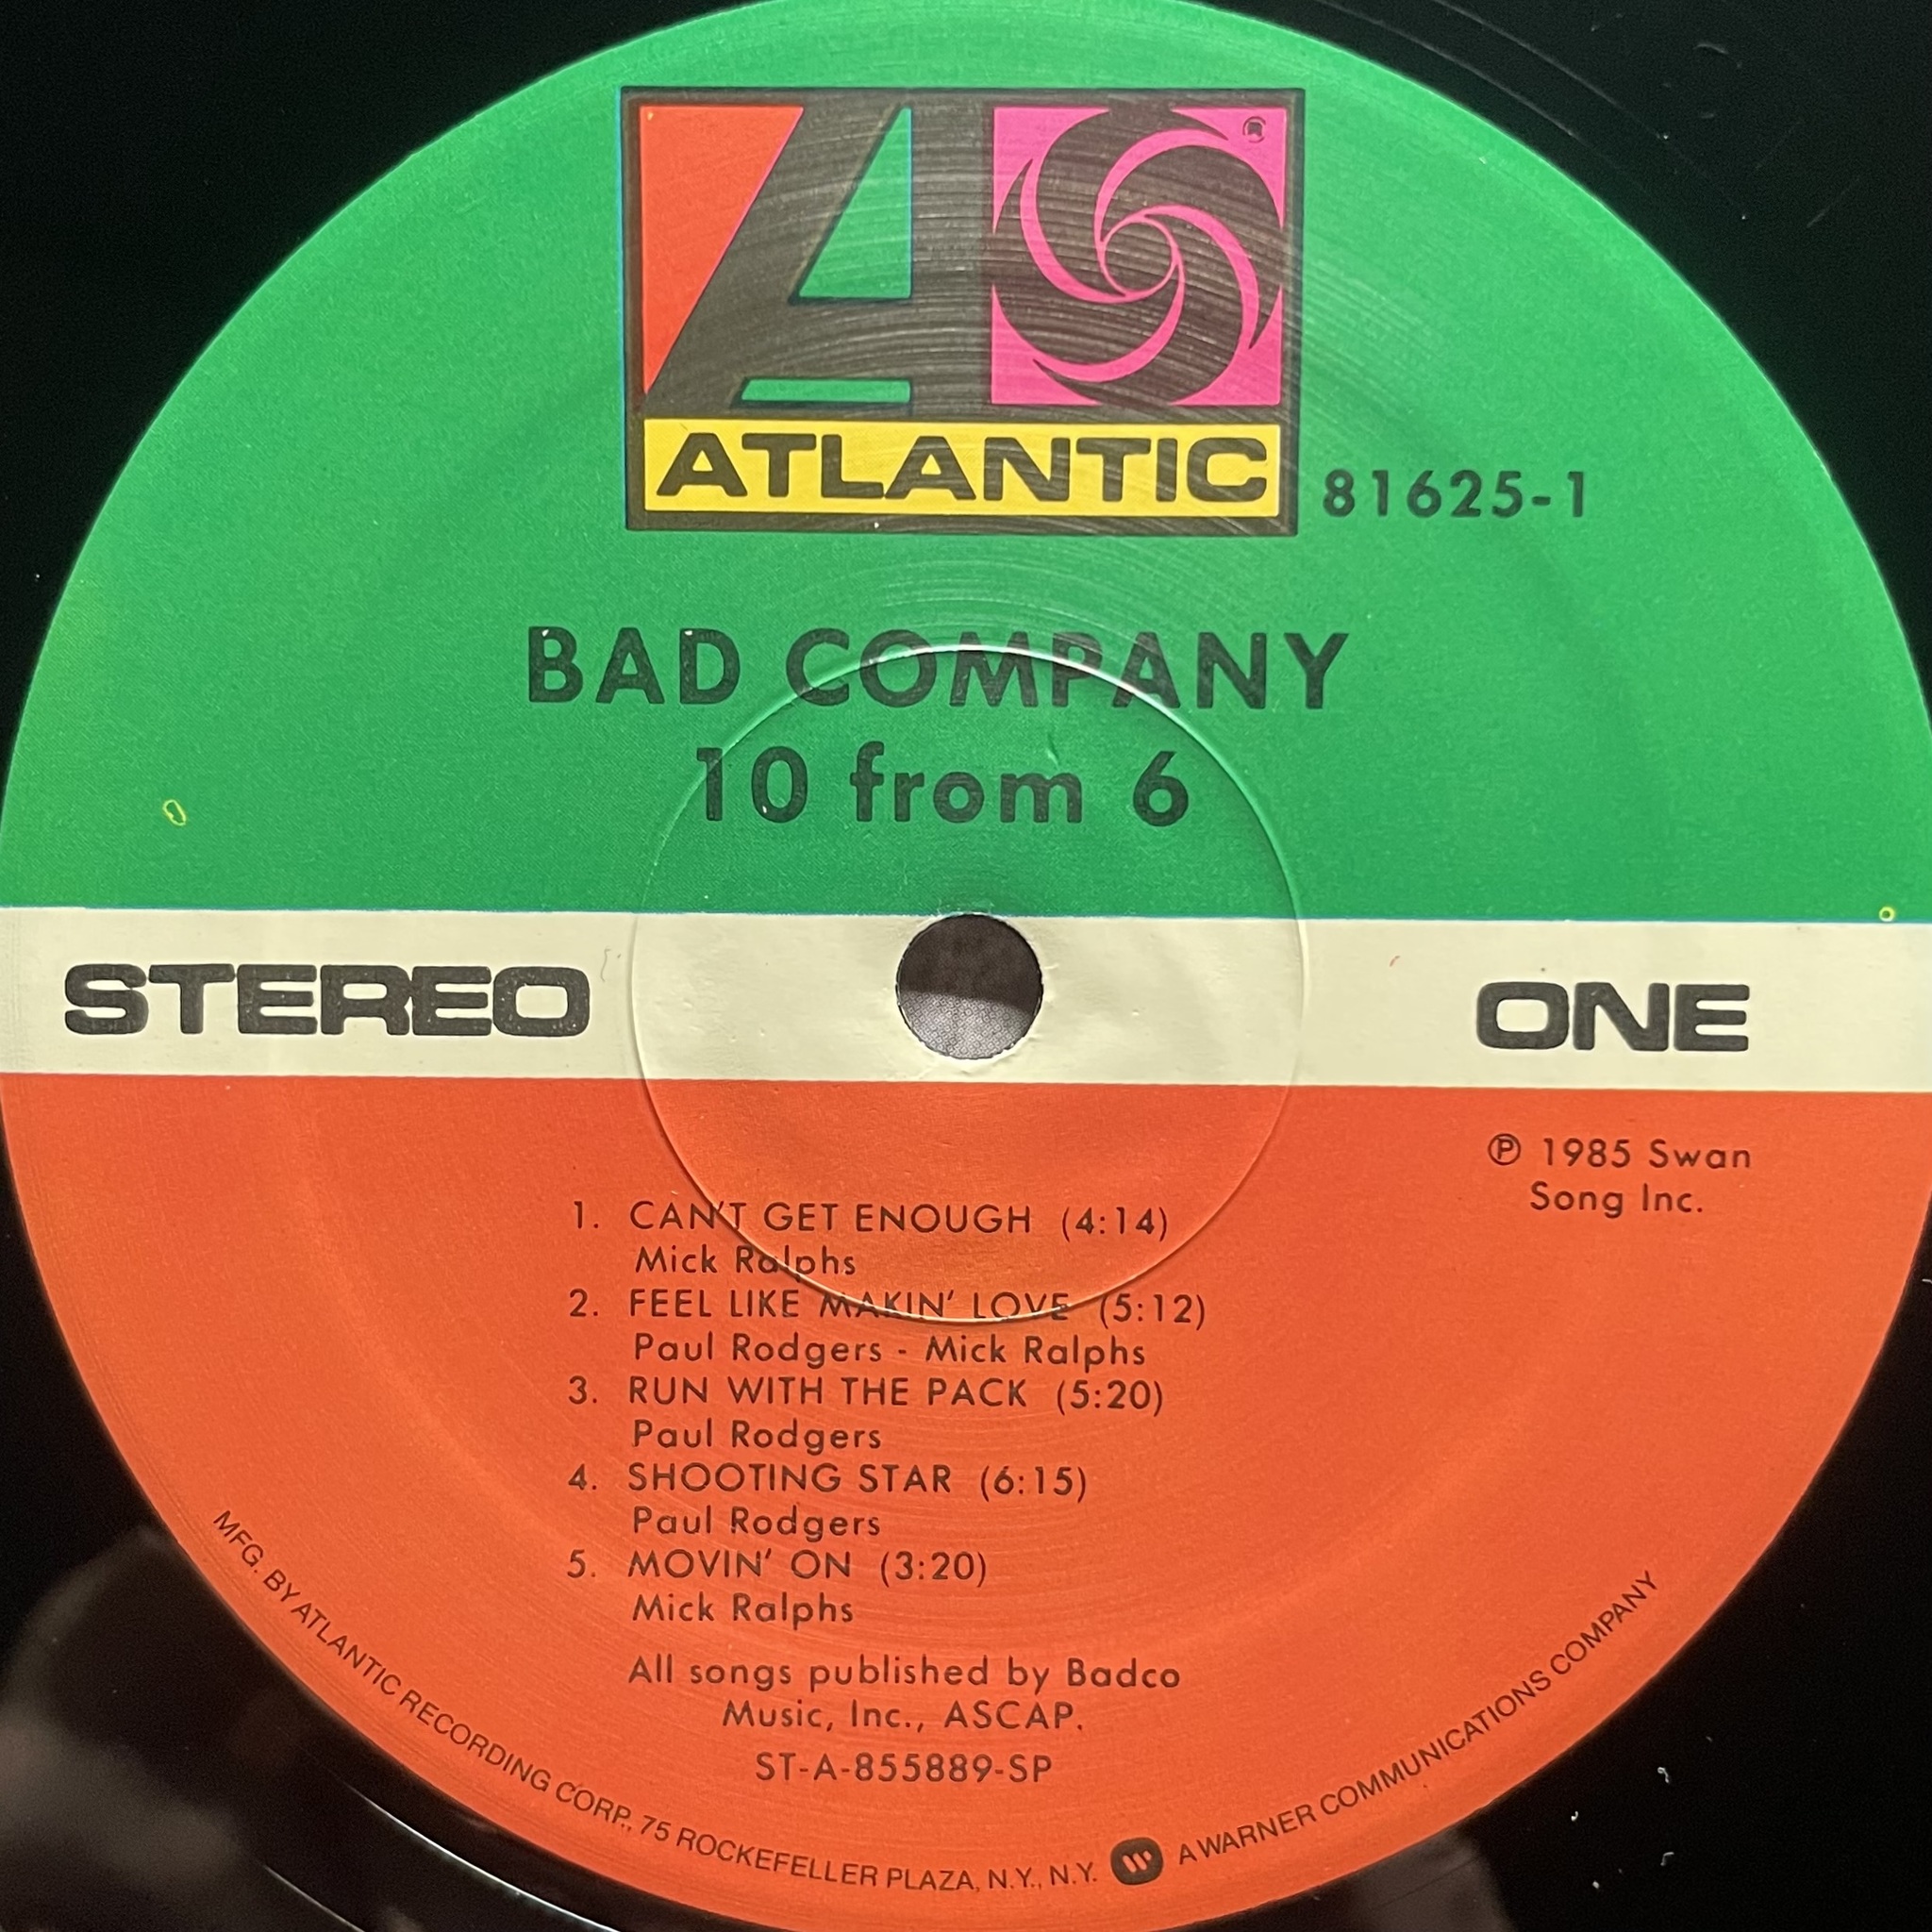 ®
ATLANTIC
81625-1
BAD COMPANY
10 from 6
STEREO
ONE
℗ 1985 Swan
Song Inc.
1. CAN'T GET ENOUGH (4:14)
Mick Ralphs
2. FEEL LIKE MAKIN' LOVE (5:12)
Paul Rodgers - Mick Ralphs
3. RUN WITH THE PACK (5:20)
Paul Rodgers
4. SHOOTING STAR (6:15)
Paul Rodgers
5. MOVIN' ON (3:20)
Mick Ralphs
All songs published by Badco
Music, Inc., ASCAP.
ST-A-855889-SP
MFG. BY ATLANTIC RECORDING CORP., 75 ROCKEFELLER PLAZA, N.Y., N.Y. A WARNER COMMUNICATIONS COMPANY